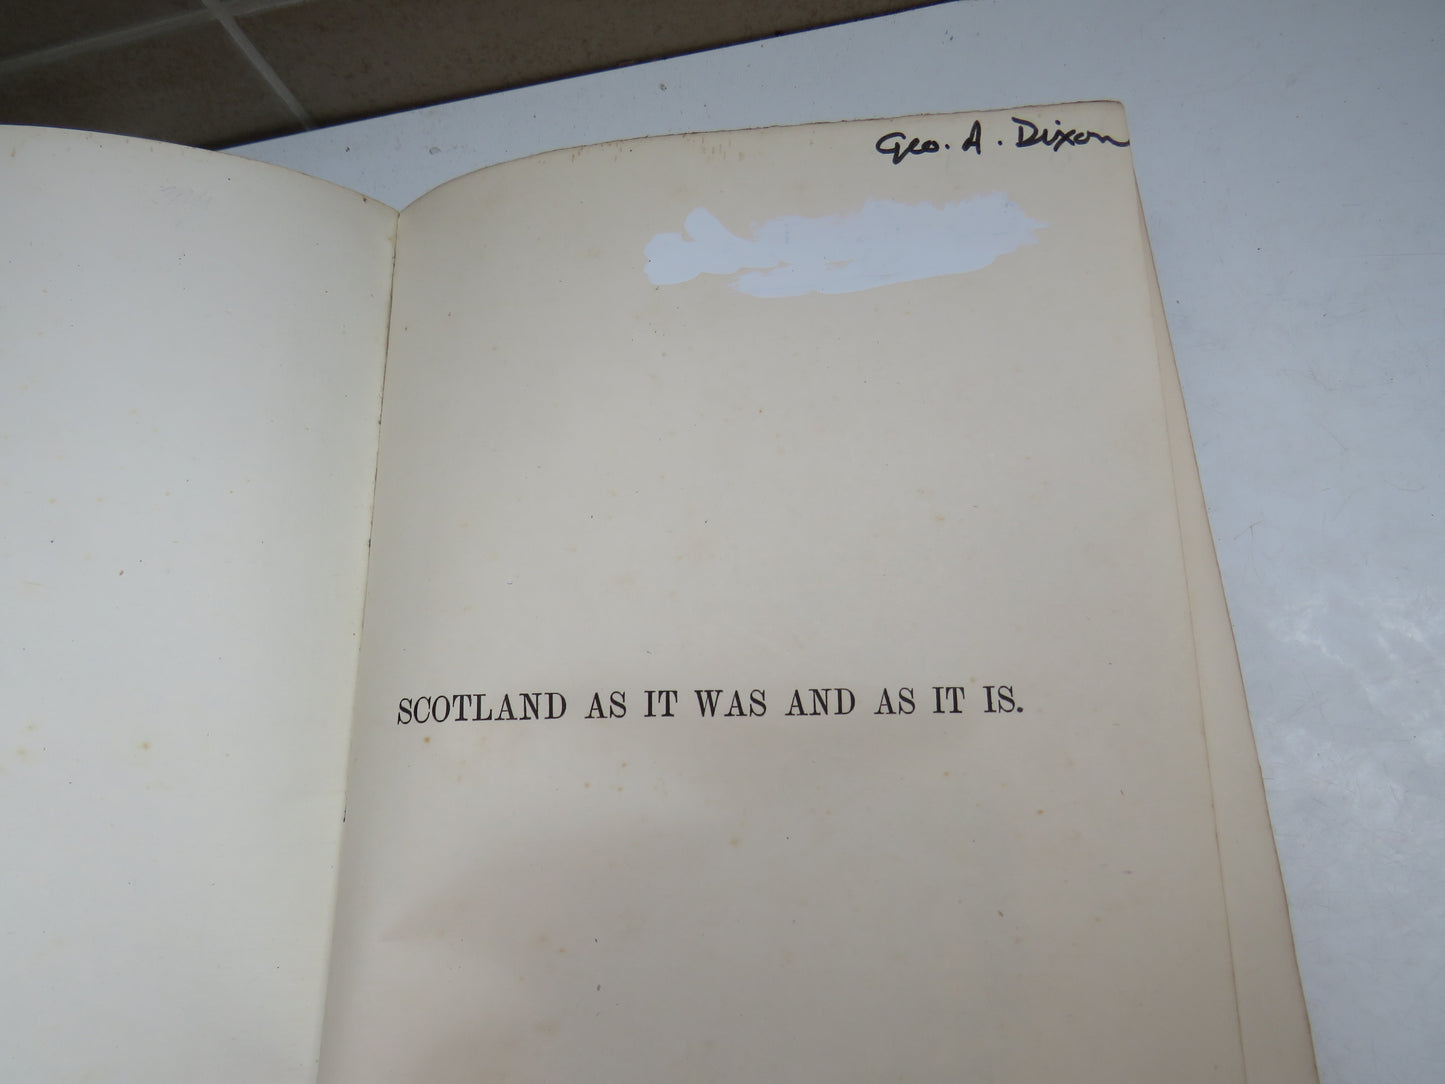 Geo. A. Dixon
SCOTLAND AS IT WAS AND AS IT IS.